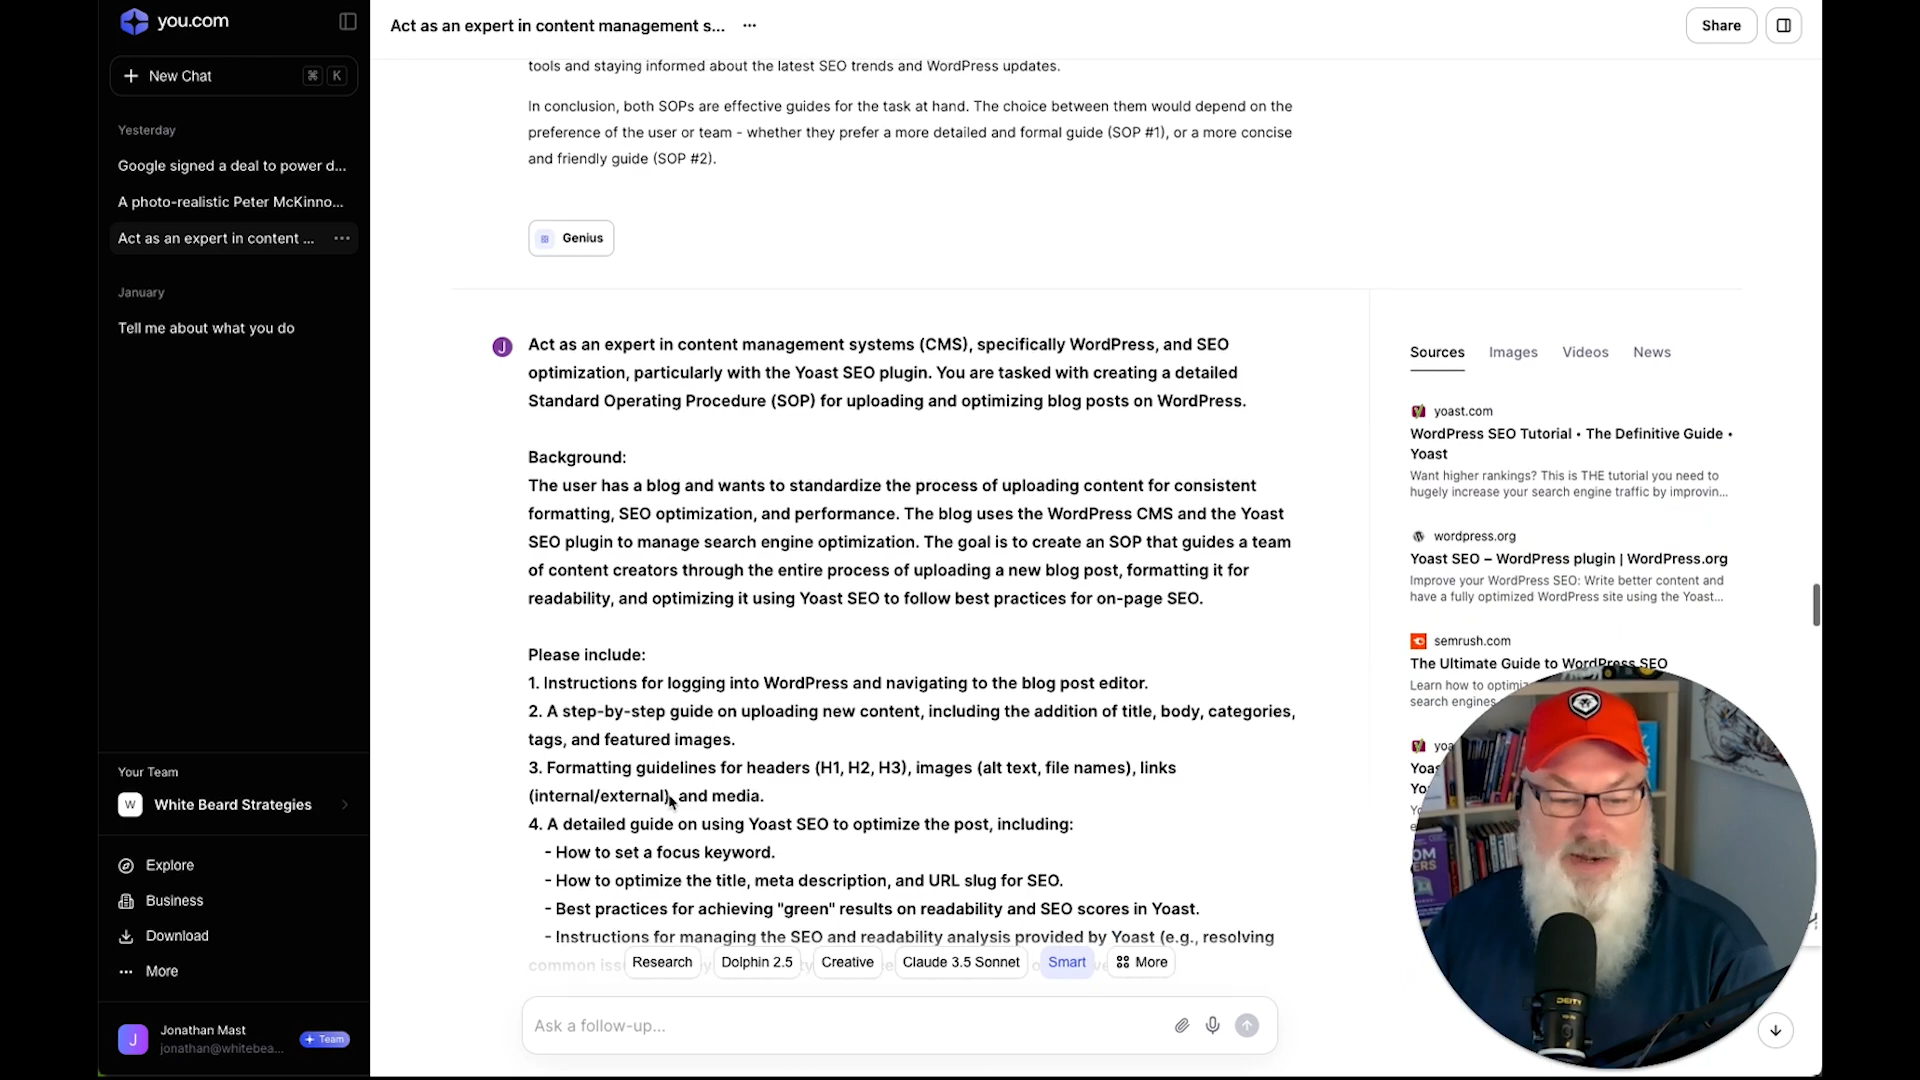 you.com
New Chat
⌘ K
Yesterday
Google signed a deal to power d...
A photo-realistic Peter McKinno...
Act as an expert in content ...
January
Tell me about what you do
Your Team
W White Beard Strategies
Explore
Business
Download
More
J
Jonathan Mast
jonathan@whitebea...
Team
Act as an expert in content management s...
Share
tools and staying informed about the latest SEO trends and WordPress updates.
In conclusion, both SOPs are effective guides for the task at hand. The choice between them would depend on the
preference of the user or team - whether they prefer a more detailed and formal guide (SOP #1), or a more concise
and friendly guide (SOP #2).
Genius
J
Act as an expert in content management systems (CMS), specifically WordPress, and SEO
optimization, particularly with the Yoast SEO plugin. You are tasked with creating a detailed
Standard Operating Procedure (SOP) for uploading and optimizing blog posts on WordPress.
Background:
The user has a blog and wants to standardize the process of uploading content for consistent
formatting, SEO optimization, and performance. The blog uses the WordPress CMS and the Yoast
SEO plugin to manage search engine optimization. The goal is to create an SOP that guides a team
of content creators through the entire process of uploading a new blog post, formatting it for
readability, and optimizing it using Yoast SEO to follow best practices for on-page SEO.
Please include:
1. Instructions for logging into WordPress and navigating to the blog post editor.
2. A step-by-step guide on uploading new content, including the addition of title, body, categories,
tags, and featured images.
3. Formatting guidelines for headers (H1, H2, H3), images (alt text, file names), links
(internal/external), and media.
4. A detailed guide on using Yoast SEO to optimize the post, including:
- How to set a focus keyword.
- How to optimize the title, meta description, and URL slug for SEO.
- Best practices for achieving "green" results on readability and SEO scores in Yoast.
- Instructions for managing the SEO and readability analysis provided by Yoast (e.g., resolving
common iss
Research
Dolphin 2.5
Creative
Claude 3.5 Sonnet
Smart
More
Ask a follow-up...
Sources
Images
Videos
News
yoast.com
WordPress SEO Tutorial • The Definitive Guide •
Yoast
Want higher rankings? This is THE tutorial you need to
hugely increase your search engine traffic by improvin...
wordpress.org
Yoast SEO – WordPress plugin | WordPress.org
Improve your WordPress SEO: Write better content and
have a fully optimized WordPress site using the Yoast...
semrush.com
The Ultimate Guide to WordPress SEO
Learn how to optimiz
search engines
yoa
Yoas
Yo
DEITY